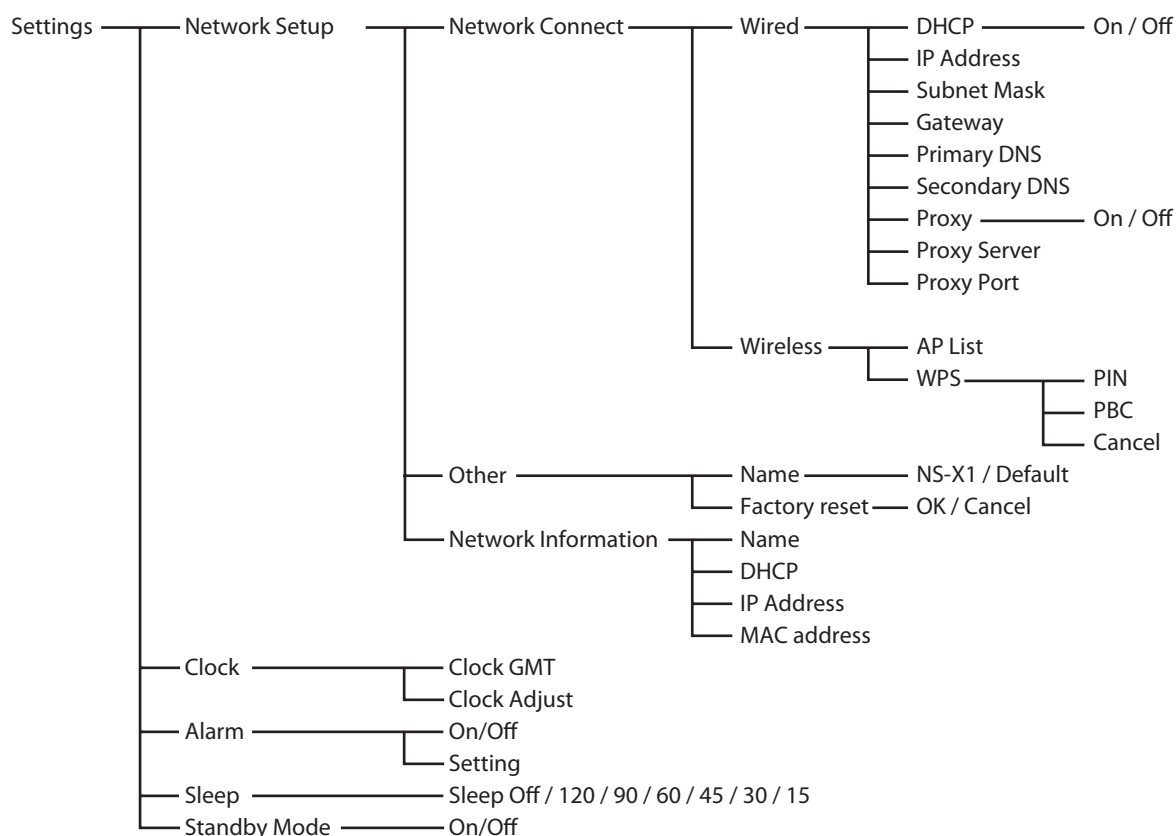 Settings Network Setup Network Connect Wired DHCP On / Off
IP Address
Subnet Mask
Gateway
Primary DNS
Secondary DNS
Proxy On / Off
Proxy Server
Proxy Port
Wireless AP List
WPS PIN
PBC
Cancel
Other Name NS-X1 / Default
Factory reset OK / Cancel
Network Information Name
DHCP
IP Address
MAC address
Clock Clock GMT
Clock Adjust
Alarm On/Off
Setting
Sleep Sleep Off / 120 / 90 / 60 / 45 / 30 / 15
Standby Mode On/Off